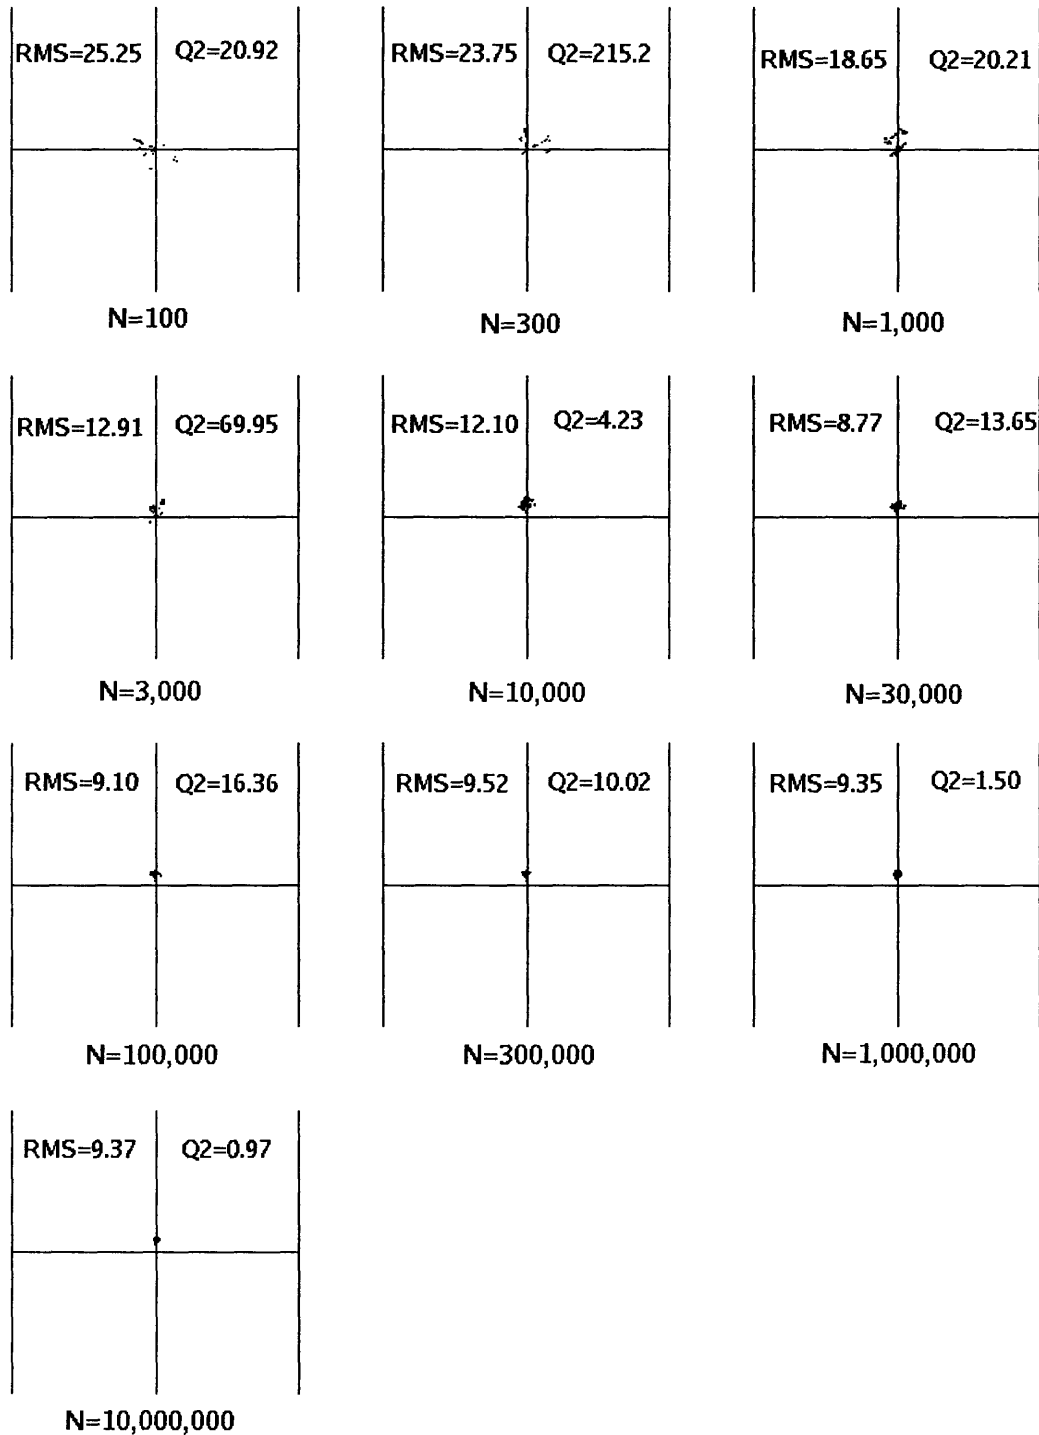 RMS=25.25 Q2=20.92
N=100
RMS=23.75 Q2=215.2
N=300
RMS=18.65 Q2=20.21
N=1,000
RMS=12.91 Q2=69.95
N=3,000
RMS=12.10 Q2=4.23
N=10,000
RMS=8.77 Q2=13.65
N=30,000
RMS=9.10 Q2=16.36
N=100,000
RMS=9.52 Q2=10.02
N=300,000
RMS=9.35 Q2=1.50
N=1,000,000
RMS=9.37 Q2=0.97
N=10,000,000